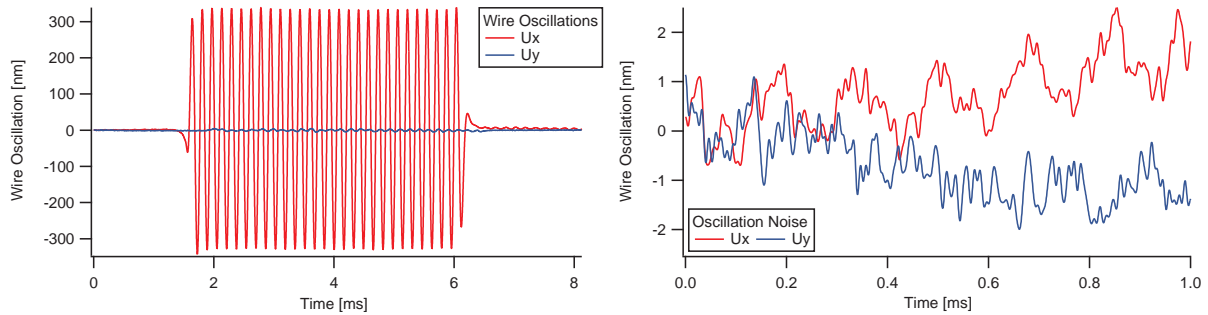 Wire Oscillation [nm]
300
200
100
0
-100
-200
-300
Wire Oscillations
Ux
Uy
0
2
4
6
8
Time [ms]
Wire Oscillation [nm]
2
1
0
-1
-2
Oscillation Noise
Ux Uy
0.0
0.2
0.4
0.6
0.8
1.0
Time [ms]